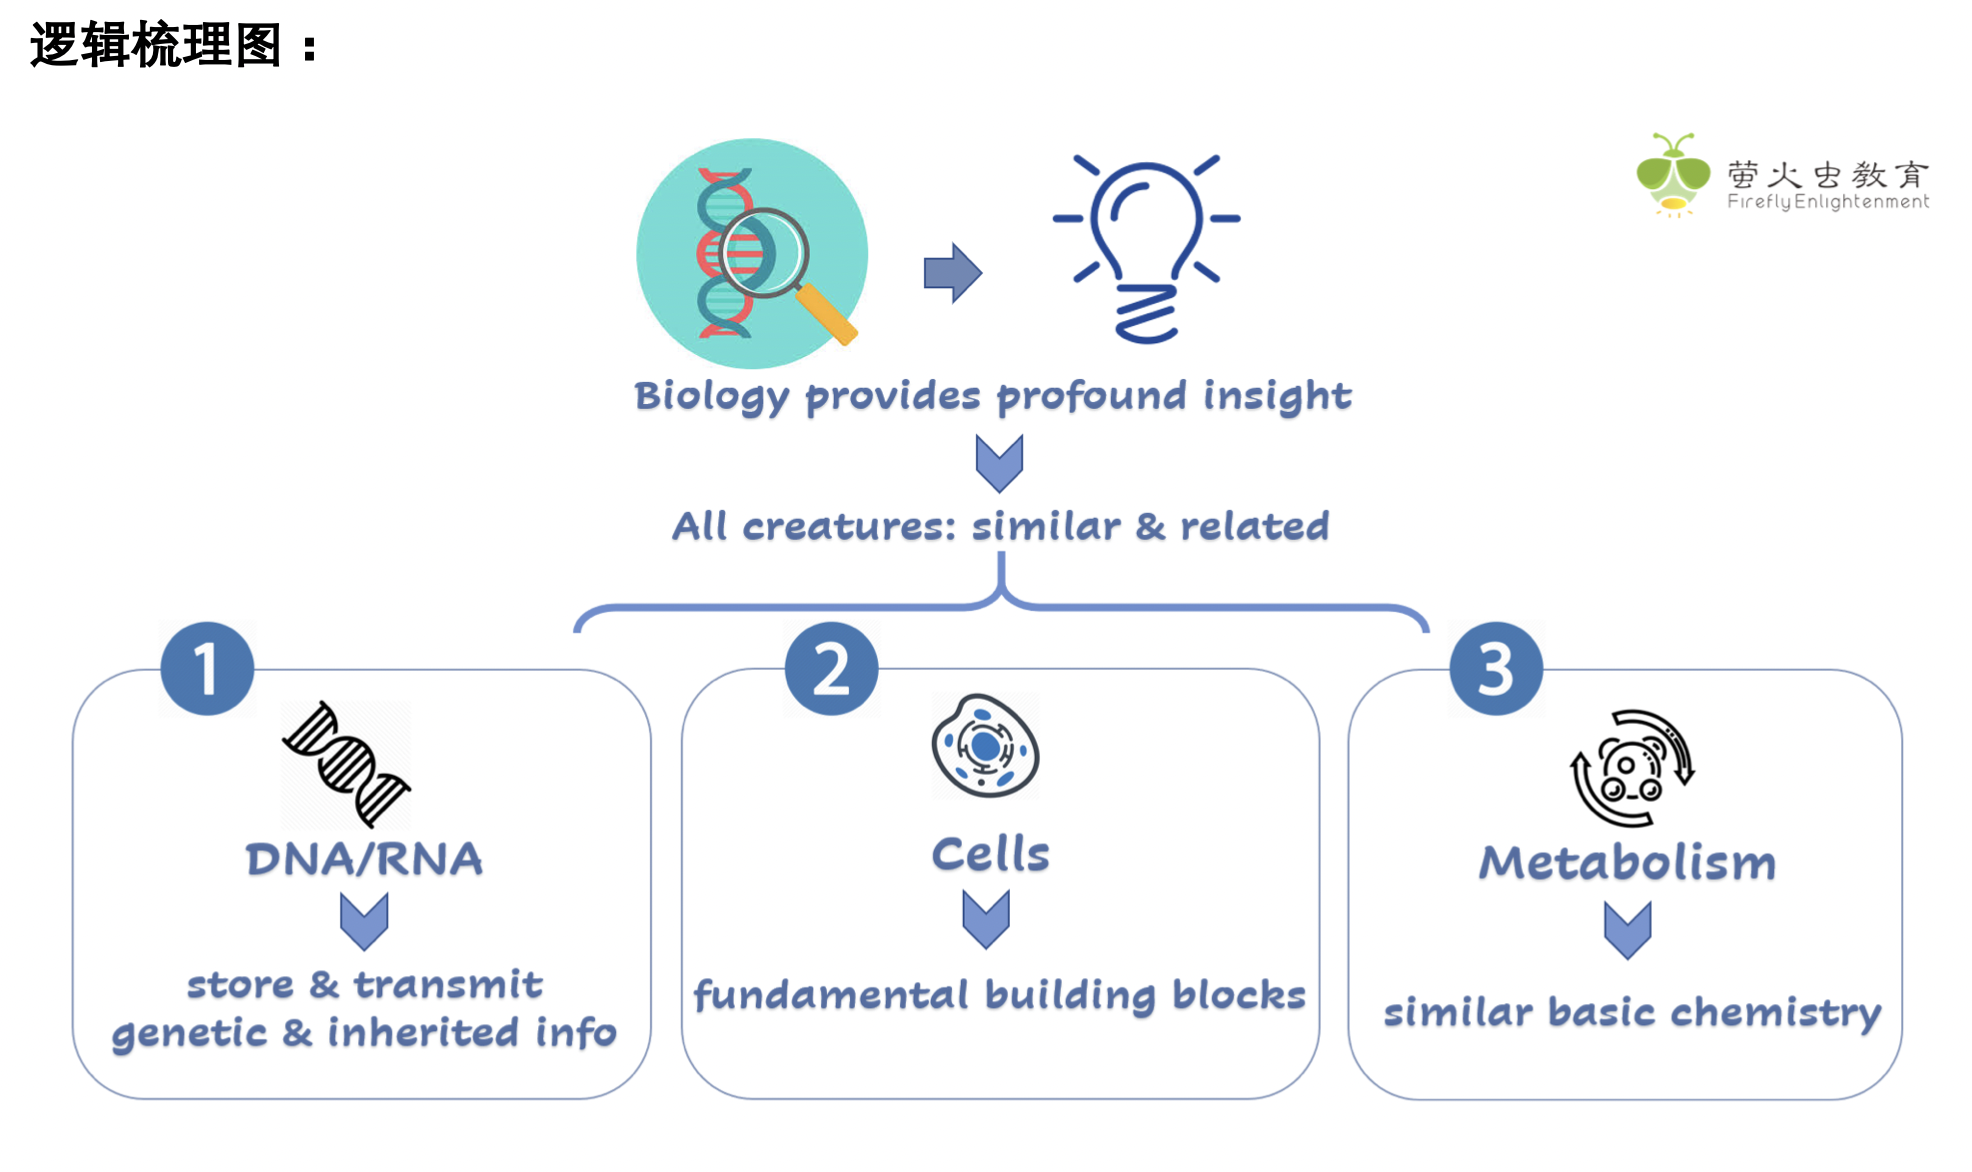 逻辑梳理图：
萤火虫教育
FireflyEnlightenment
Biology provides profound insight
All creatures: similar & related
1
DNA/RNA
store & transmit
genetic & inherited info
2
Cells
fundamental building blocks
3
Metabolism
similar basic chemistry